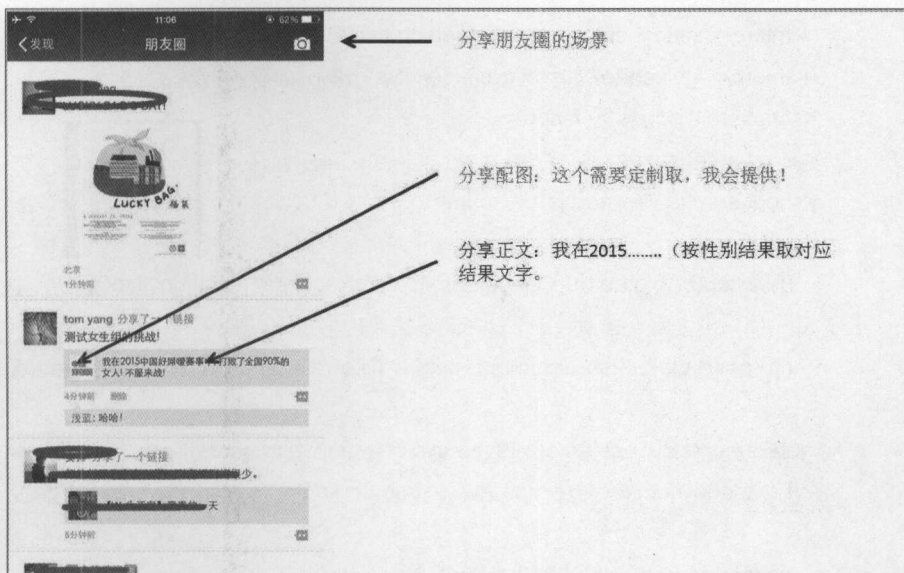 11:06
62%
发现
朋友圈
分享朋友圈的场景
LUCKY BAG.
福袋
分享配图：这个需要定制取，我会提供！
分享正文：我在2015........（按性别结果取对应
结果文字。
北京
1分钟前
tom yang 分享了一个链接
测试女生组的挑战!
我在2015中国好屌嗳赛事中打败了全国90%的
女人! 不服来战!
4分钟前 删除
浅蓝: 哈哈!
分享了一个链接
少。
天
5分钟前